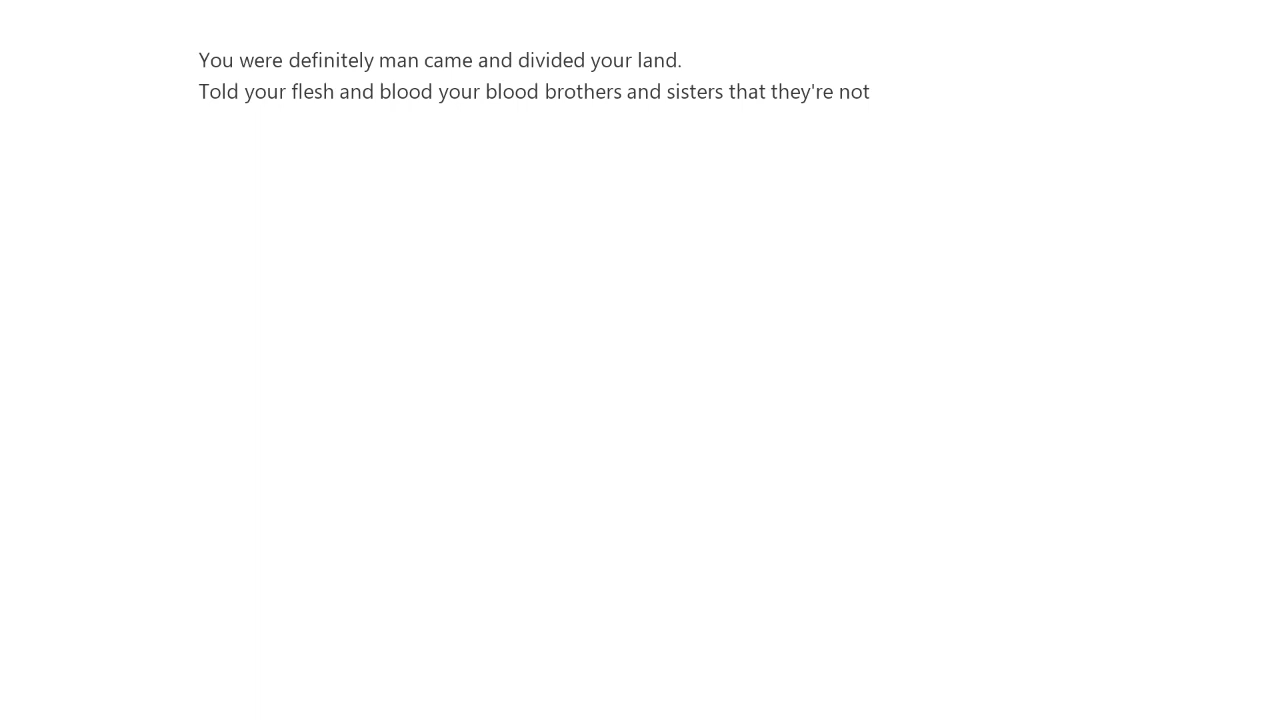 You were definitely man came and divided your land.
Told your flesh and blood your blood brothers and sisters that they're not